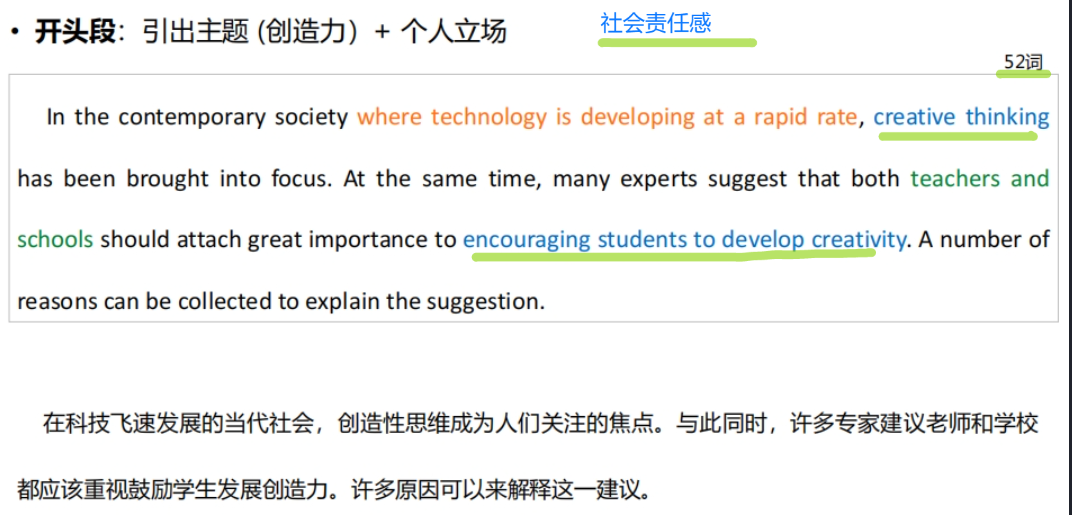 • 开头段：引出主题 (创造力）+ 个人立场
社会责任感
52词
In the contemporary society where technology is developing at a rapid rate, creative thinking
has been brought into focus. At the same time, many experts suggest that both teachers and
schools should attach great importance to encouraging students to develop creativity. A number of
reasons can be collected to explain the suggestion.
在科技飞速发展的当代社会，创造性思维成为人们关注的焦点。与此同时，许多专家建议老师和学校
都应该重视鼓励学生发展创造力。许多原因可以来解释这一建议。